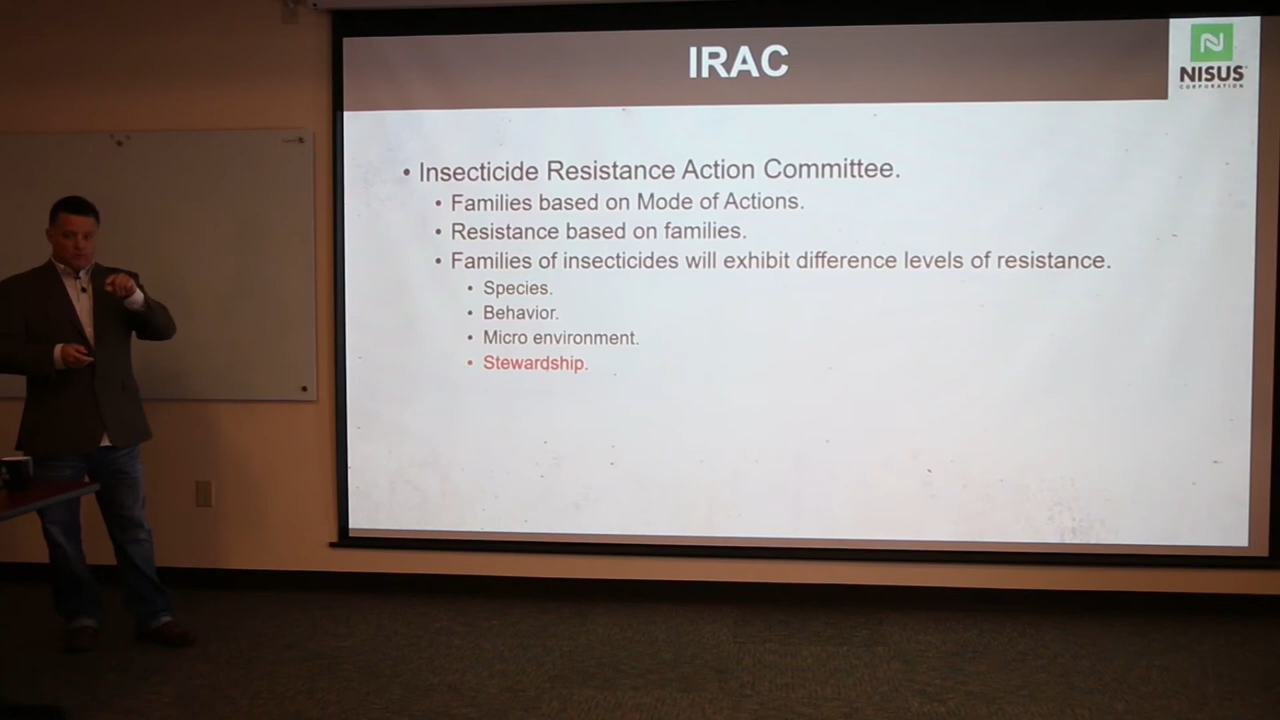 IRAC
NISUS
CORPORATION
• Insecticide Resistance Action Committee.
• Families based on Mode of Actions.
• Resistance based on families.
• Families of insecticides will exhibit difference levels of resistance.
• Species.
• Behavior.
• Micro environment.
• Stewardship.